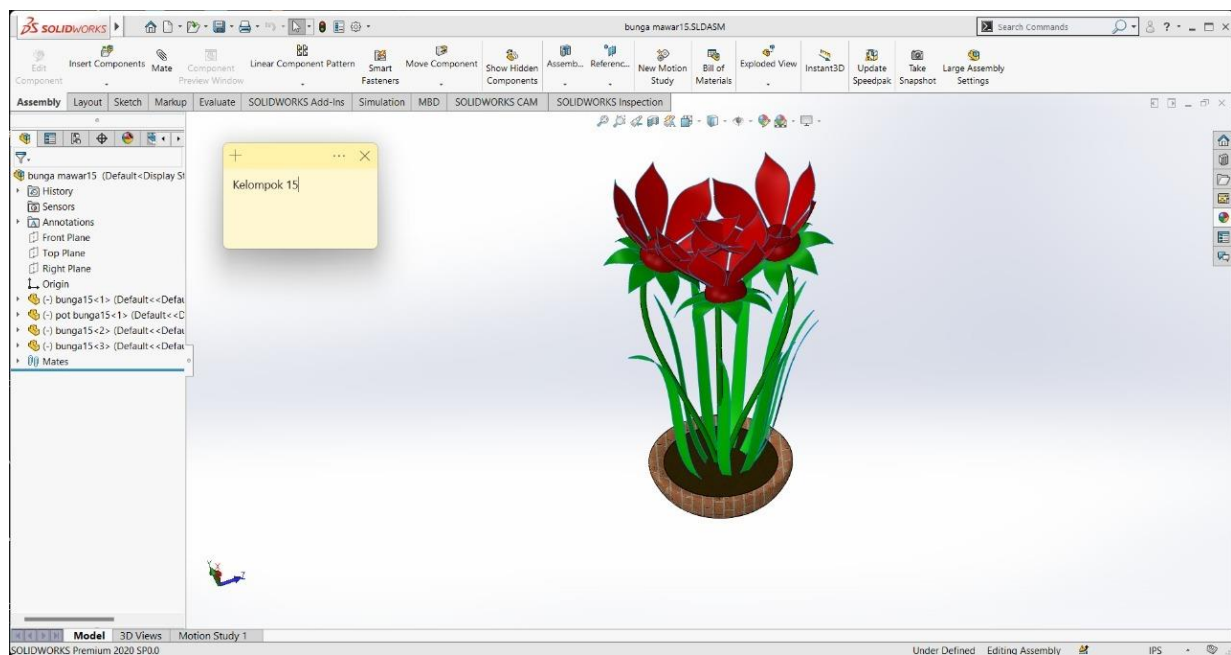 SOLIDWORKS
bunga mawar15.SLDASM
Search Commands
Edit Component
Insert Components
Mate
Component Preview Window
Linear Component Pattern
Smart Fasteners
Move Component
Show Hidden Components
Assemb...
Referenc...
New Motion Study
Bill of Materials
Exploded View
Instant3D
Update Speedpak
Take Snapshot
Large Assembly Settings
Assembly Layout Sketch Markup Evaluate SOLIDWORKS Add-Ins Simulation MBD SOLIDWORKS CAM SOLIDWORKS Inspection
Kelompok 15
bunga mawar15 (Default<Display St
History
Sensors
Annotations
Front Plane
Top Plane
Right Plane
Origin
(-) bunga15<1> (Default<<Defau
(-) pot bunga15<1> (Default<<D
(-) bunga15<2> (Default<<Defau
(-) bunga15<3> (Default<<Defau
Mates
Y X Z
Model 3D Views Motion Study 1
SOLIDWORKS Premium 2020 SP0.0
Under Defined Editing Assembly IPS